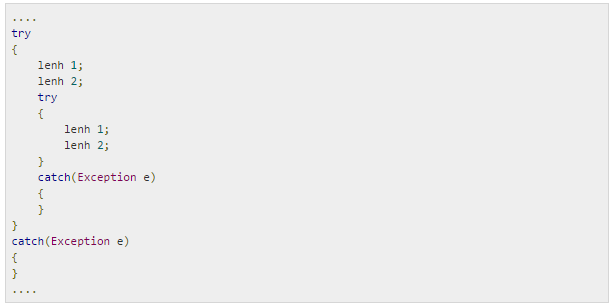 ....
try
{
    lenh 1;
    lenh 2;
    try
    {
        lenh 1;
        lenh 2;
    }
    catch(Exception e)
    {
    }
}
catch(Exception e)
{
}
....